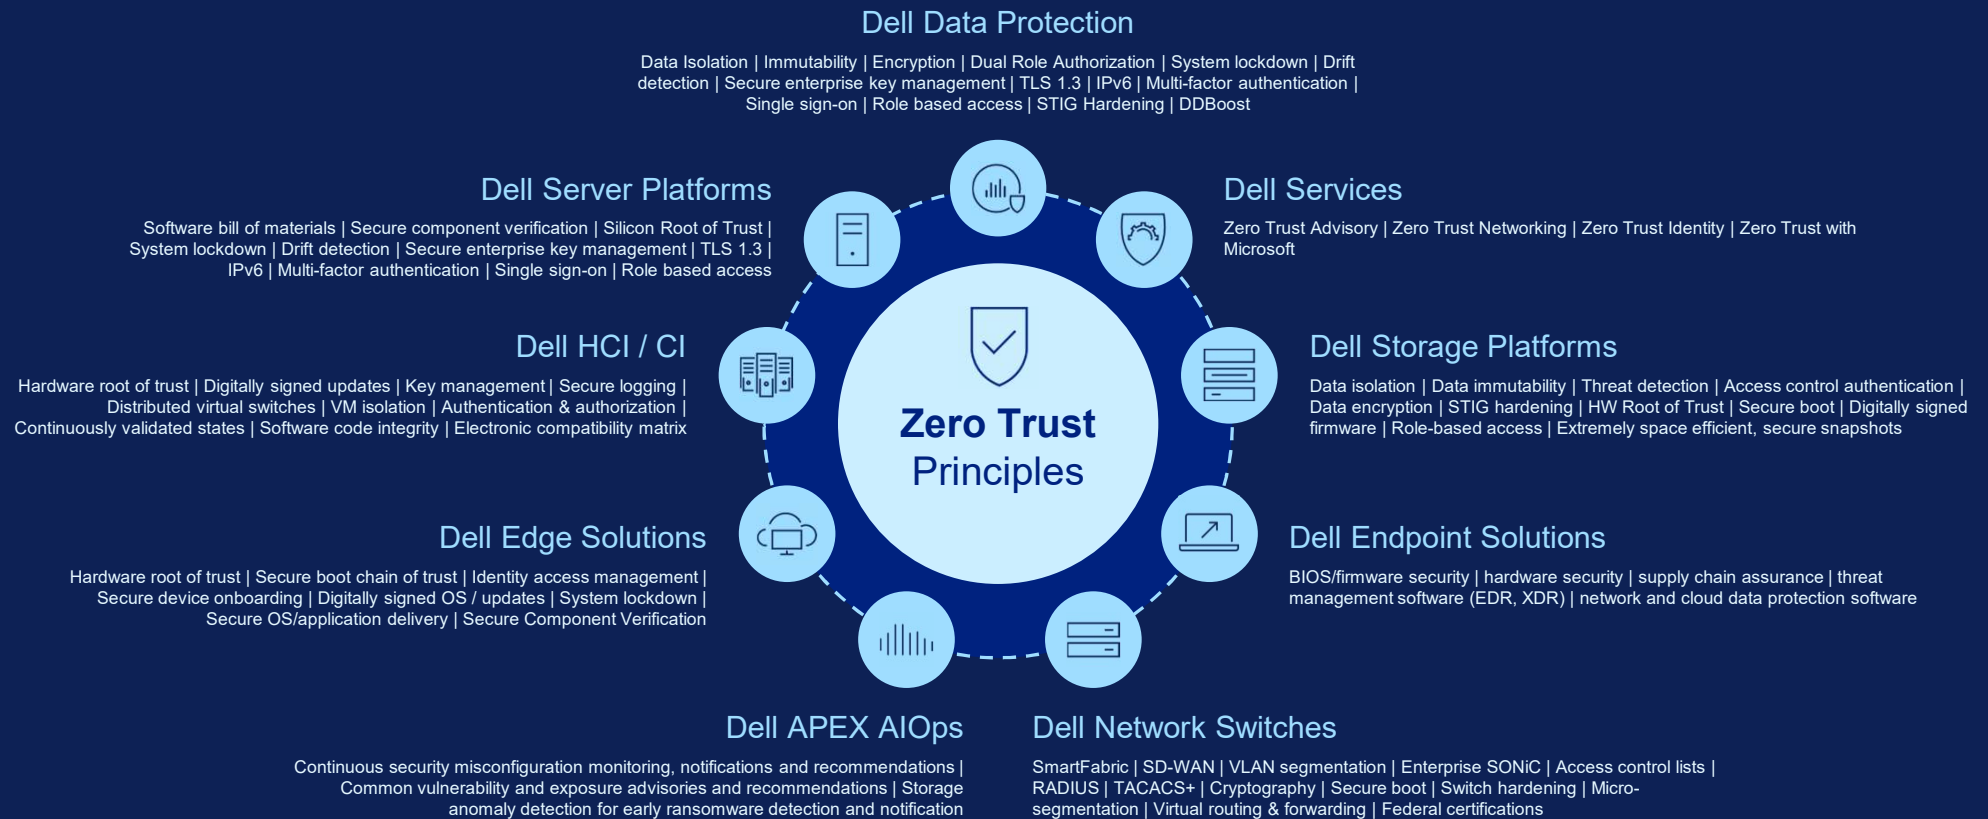 Dell Data Protection
Data Isolation | Immutability | Encryption | Dual Role Authorization | System lockdown | Drift
detection | Secure enterprise key management | TLS 1.3 | IPv6 | Multi-factor authentication |
Single sign-on | Role based access | STIG Hardening | DDBoost
Dell Server Platforms
Software bill of materials | Secure component verification | Silicon Root of Trust |
System lockdown | Drift detection | Secure enterprise key management | TLS 1.3 |
IPv6 | Multi-factor authentication | Single sign-on | Role based access
Dell Services
Zero Trust Advisory | Zero Trust Networking | Zero Trust Identity | Zero Trust with
Microsoft
Dell HCI / CI
Hardware root of trust | Digitally signed updates | Key management | Secure logging |
Distributed virtual switches | VM isolation | Authentication & authorization |
Continuously validated states | Software code integrity | Electronic compatibility matrix
Dell Storage Platforms
Data isolation | Data immutability | Threat detection | Access control authentication |
Data encryption | STIG hardening | HW Root of Trust | Secure boot | Digitally signed
firmware | Role-based access | Extremely space efficient, secure snapshots
Zero Trust
Principles
Dell Edge Solutions
Hardware root of trust | Secure boot chain of trust | Identity access management |
Secure device onboarding | Digitally signed OS / updates | System lockdown |
Secure OS/application delivery | Secure Component Verification
Dell Endpoint Solutions
BIOS/firmware security | hardware security | supply chain assurance | threat
management software (EDR, XDR) | network and cloud data protection software
Dell APEX AIOps
Continuous security misconfiguration monitoring, notifications and recommendations |
Common vulnerability and exposure advisories and recommendations | Storage
anomaly detection for early ransomware detection and notification
Dell Network Switches
SmartFabric | SD-WAN | VLAN segmentation | Enterprise SONiC | Access control lists |
RADIUS | TACACS+ | Cryptography | Secure boot | Switch hardening | Micro-
segmentation | Virtual routing & forwarding | Federal certifications